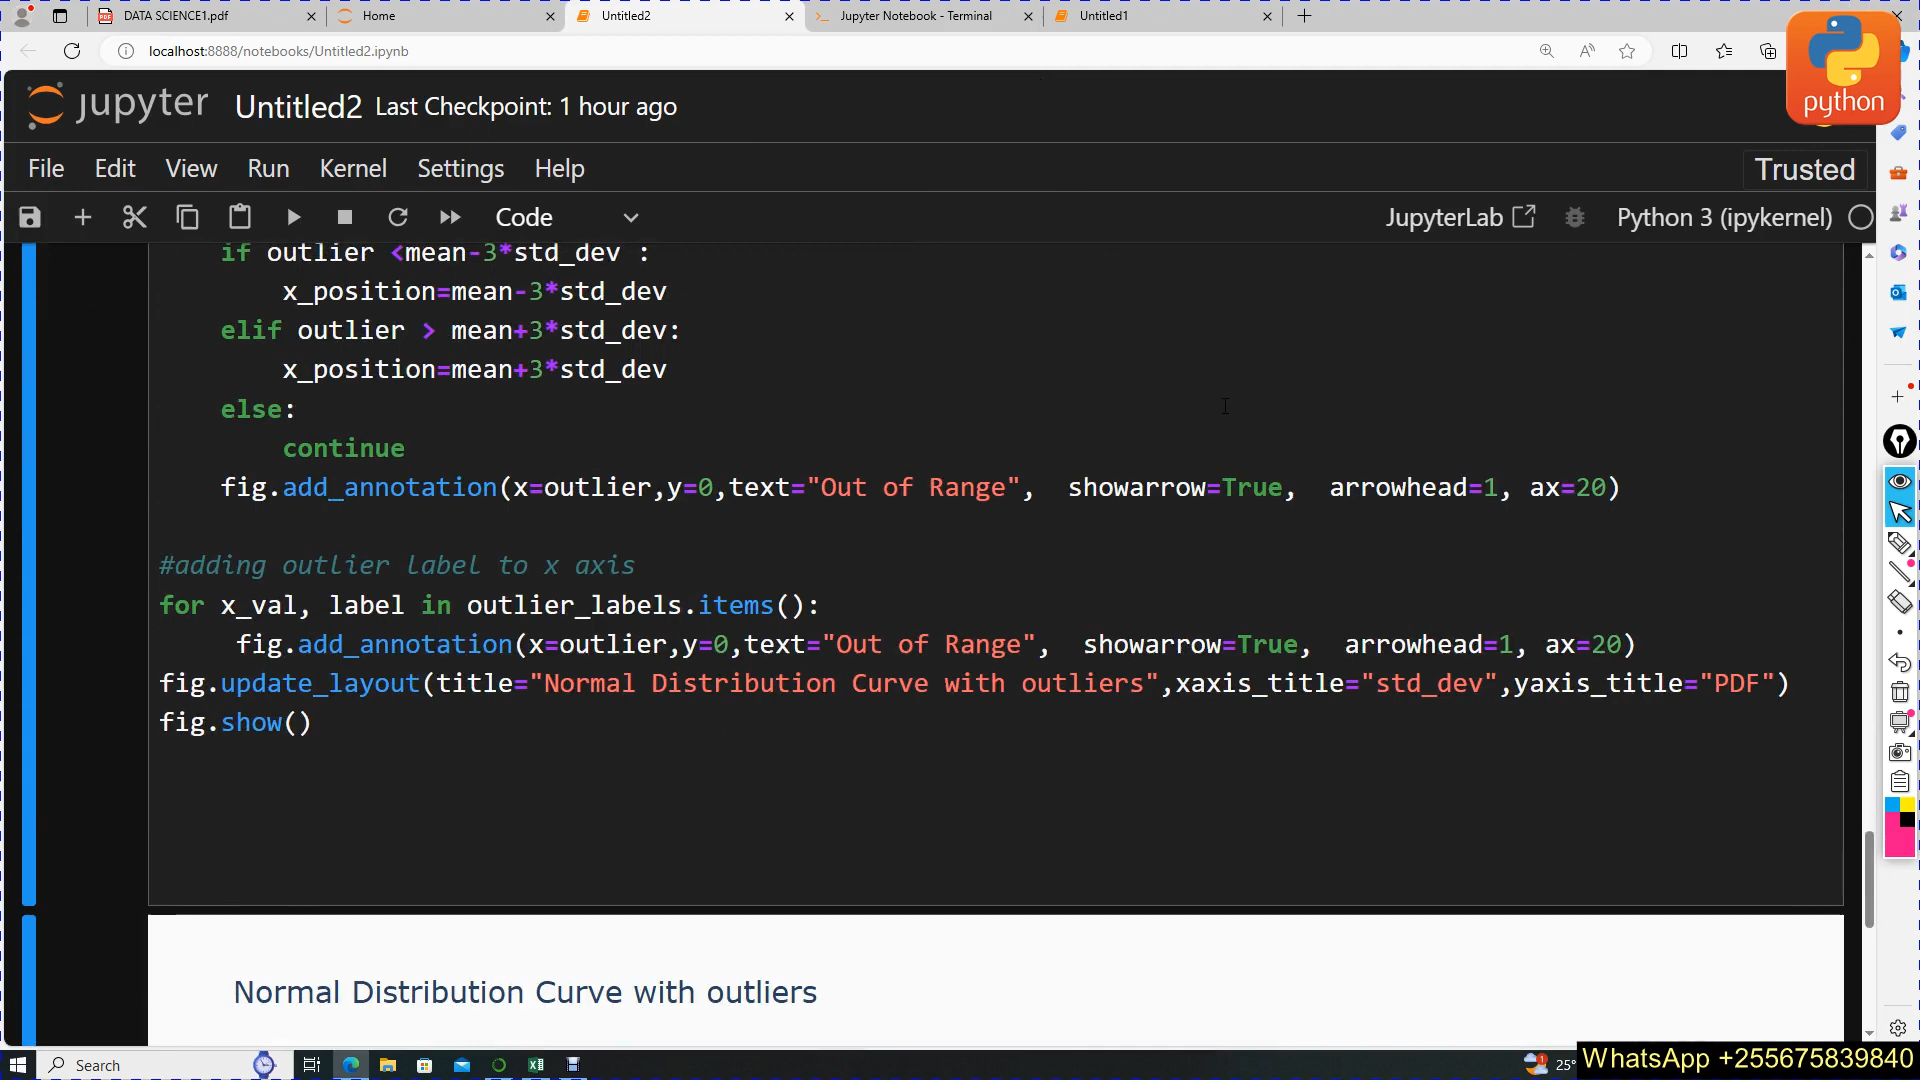 DATA SCIENCE1.pdf
Home
Untitled2
Jupyter Notebook - Terminal
Untitled1
localhost:8888/notebooks/Untitled2.ipynb
python
jupyter Untitled2 Last Checkpoint: 1 hour ago
File Edit View Run Kernel Settings Help Trusted
Code JupyterLab Python 3 (ipykernel)
if outlier <mean-3*std_dev :
x_position=mean-3*std_dev
elif outlier > mean+3*std_dev:
x_position=mean+3*std_dev
else:
continue
fig.add_annotation(x=outlier,y=0,text="Out of Range", showarrow=True, arrowhead=1, ax=20)
#adding outlier label to x axis
for x_val, label in outlier_labels.items():
fig.add_annotation(x=outlier,y=0,text="Out of Range", showarrow=True, arrowhead=1, ax=20)
fig.update_layout(title="Normal Distribution Curve with outliers",xaxis_title="std_dev",yaxis_title="PDF")
fig.show()
Normal Distribution Curve with outliers
Search
25°
WhatsApp +255675839840